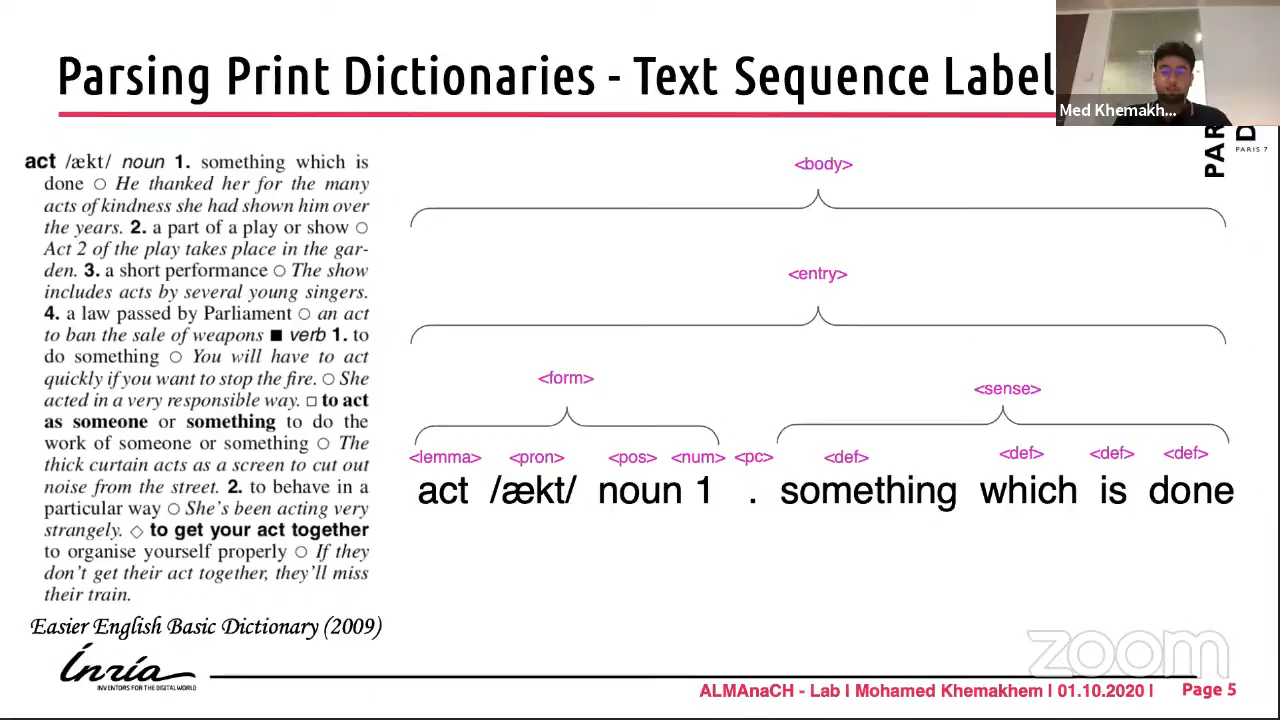 Parsing Print Dictionaries - Text Sequence Label
Med Khemakh...
PARIS 7
act /ækt/ noun 1. something which is
done ○ He thanked her for the many
acts of kindness she had shown him over
the years. 2. a part of a play or show ○
Act 2 of the play takes place in the gar-
den. 3. a short performance ○ The show
includes acts by several young singers.
4. a law passed by Parliament ○ an act
to ban the sale of weapons ■ verb 1. to
do something ○ You will have to act
quickly if you want to stop the fire. ○ She
acted in a very responsible way. □ to act
as someone or something to do the
work of someone or something ○ The
thick curtain acts as a screen to cut out
noise from the street. 2. to behave in a
particular way ○ She's been acting very
strangely. ◇ to get your act together
to organise yourself properly ○ If they
don't get their act together, they'll miss
their train.
Easier English Basic Dictionary (2009)
<body>
<entry>
<form>
<sense>
<lemma> <pron> <pos> <num> <pc> <def> <def> <def> <def>
act /ækt/ noun 1 . something which is done
zoom
Inria
INVENTORS FOR THE DIGITAL WORLD
ALMAnaCH - Lab | Mohamed Khemakhem | 01.10.2020 | Page 5